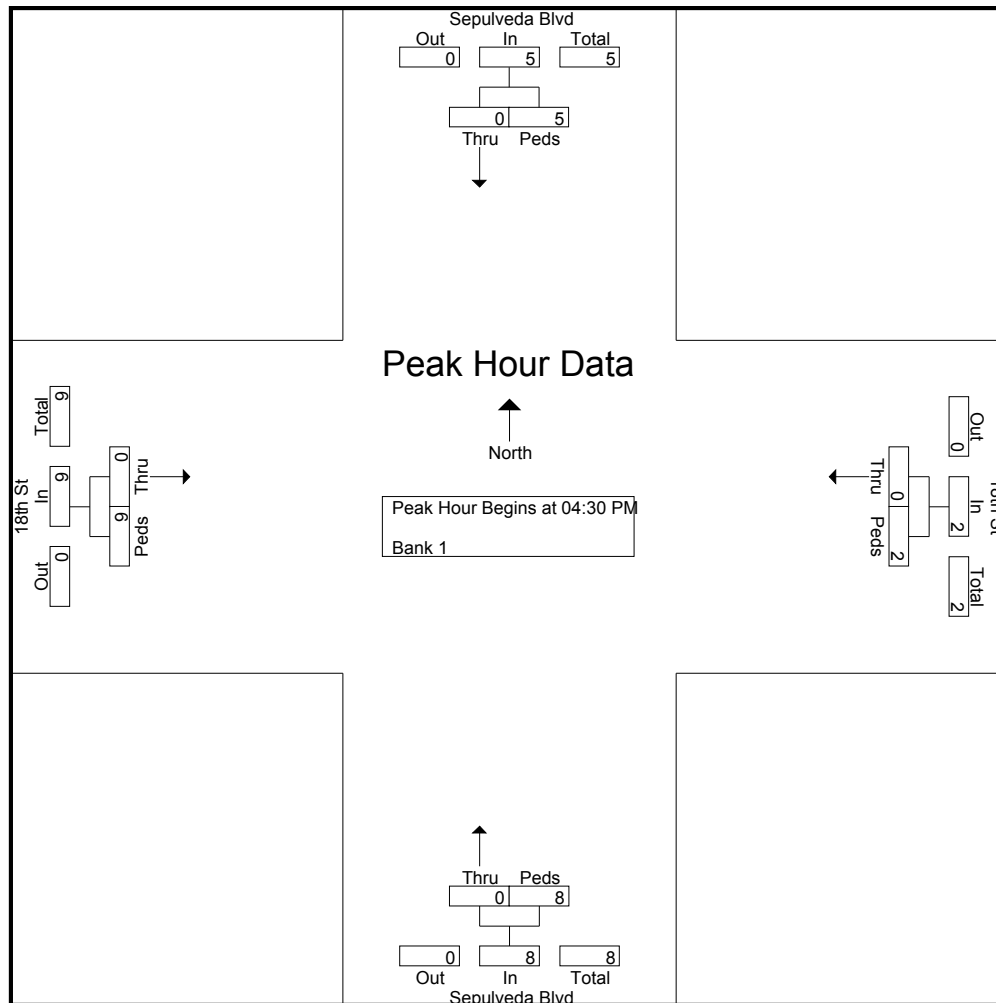 Sepulveda Blvd
Out In Total
0 5 5
0 5
Thru Peds
Peak Hour Data
North
Peak Hour Begins at 04:30 PM
Bank 1
18th St
Out In Total
0 9 9
9 0
Peds Thru
Out In Total
0 2 2
0 2
Thru Peds
Thru Peds
0 8
0 8 8
Out In Total
Sepulveda Blvd